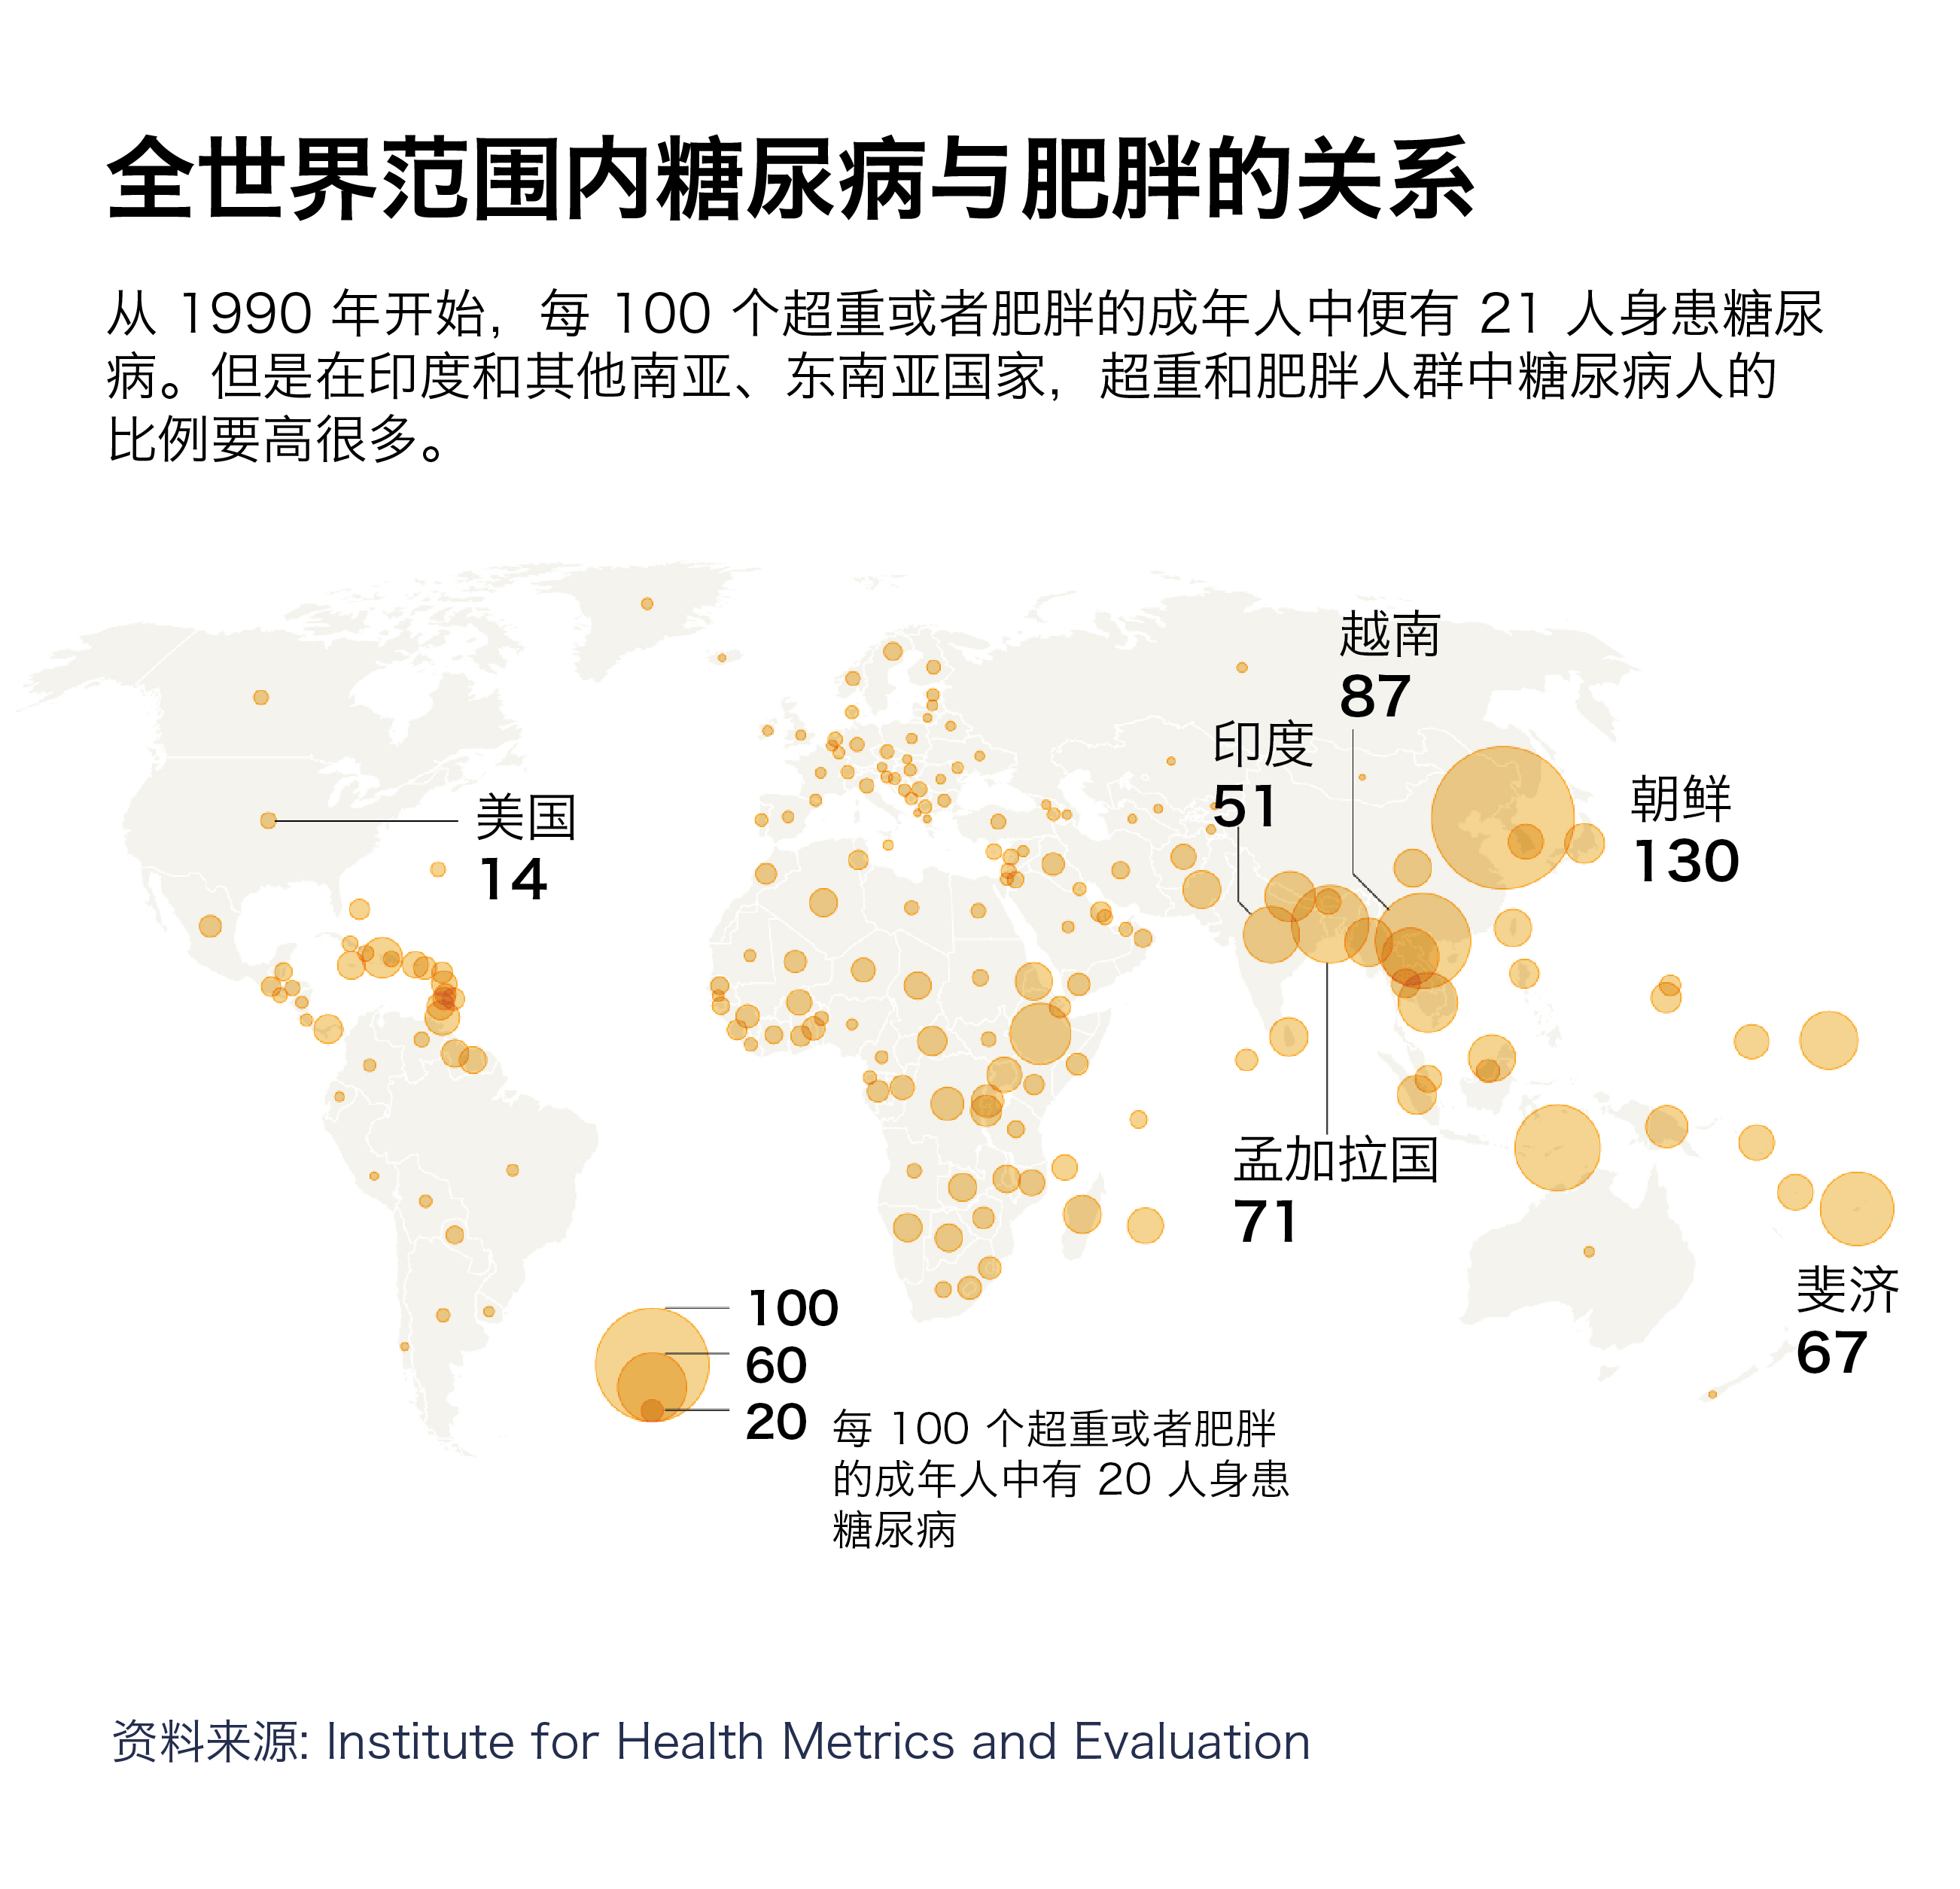 全世界范围内糖尿病与肥胖的关系
从 1990 年开始，每 100 个超重或者肥胖的成年人中便有 21 人身患糖尿
病。但是在印度和其他南亚、东南亚国家，超重和肥胖人群中糖尿病人的
比例要高很多。
越南
87
印度
51
朝鲜
130
美国
14
孟加拉国
71
斐济
67
100
60
20
每 100 个超重或者肥胖
的成年人中有 20 人身患
糖尿病
资料来源: Institute for Health Metrics and Evaluation